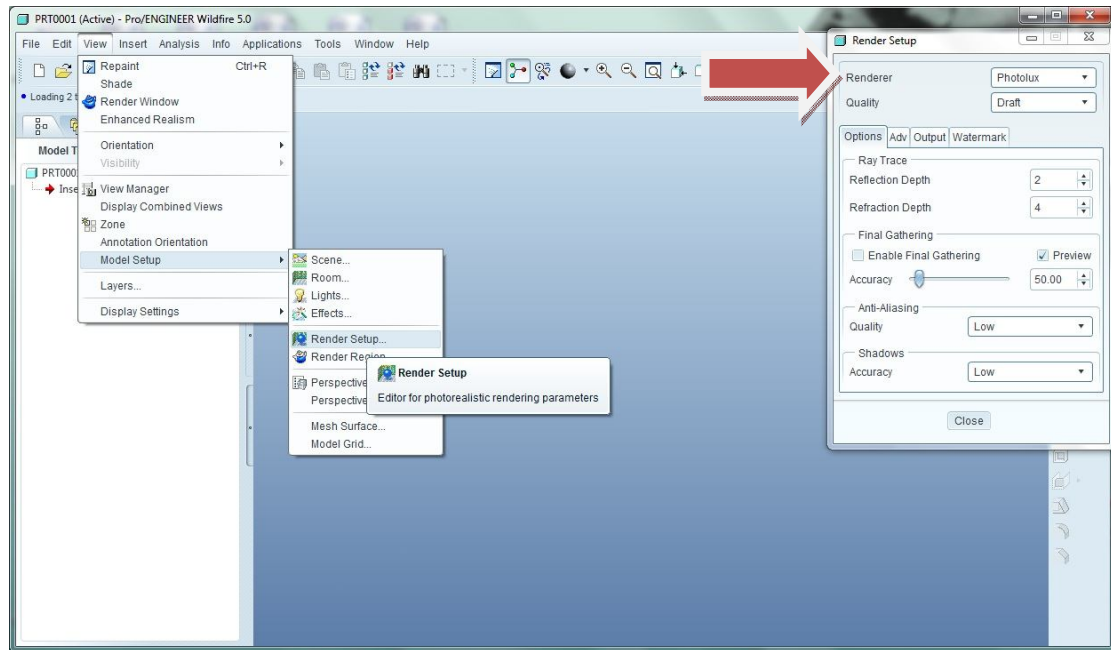 PRT0001 (Active) - Pro/ENGINEER Wildfire 5.0
File Edit View Insert Analysis Info Applications Tools Window Help
Repaint Ctrl+R
Shade
Render Window
Enhanced Realism
Orientation
Visibility
View Manager
Display Combined Views
Zone
Annotation Orientation
Model Setup
Layers...
Display Settings
Loading 2
Model T
PRT000
Inse
Scene...
Room...
Lights...
Effects...
Render Setup...
Render Region
Perspective
Perspective
Mesh Surface...
Model Grid...
Render Setup
Editor for photorealistic rendering parameters
Render Setup
Renderer Photolux
Quality Draft
Options Adv Output Watermark
Ray Trace
Reflection Depth 2
Refraction Depth 4
Final Gathering
Enable Final Gathering Preview
Accuracy 50.00
Anti-Aliasing
Quality Low
Shadows
Accuracy Low
Close